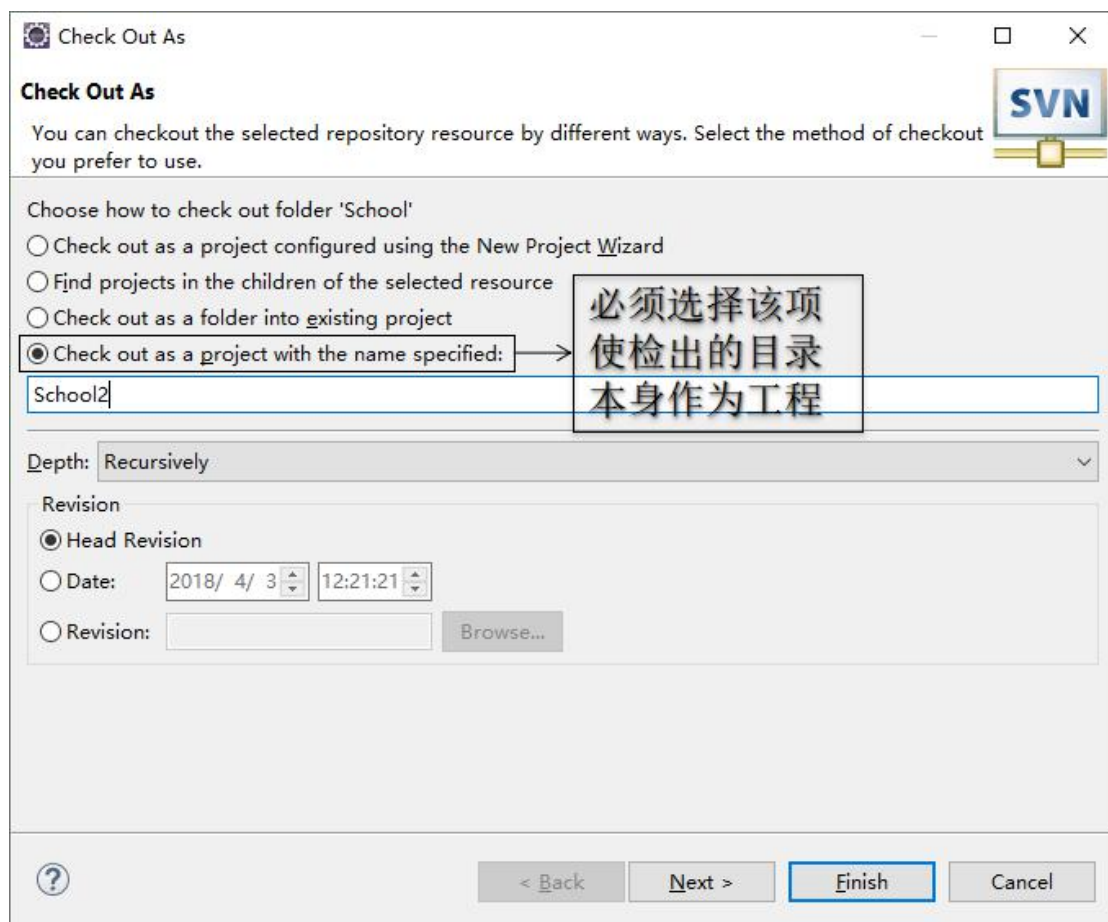 Check Out As
Check Out As
SVN
You can checkout the selected repository resource by different ways. Select the method of checkout
you prefer to use.
Choose how to check out folder 'School'
Check out as a project configured using the New Project Wizard
Find projects in the children of the selected resource
Check out as a folder into existing project
Check out as a project with the name specified:
必须选择该项
使检出的目录
本身作为工程
School2
Depth: Recursively
Revision
Head Revision
Date: 2018/ 4/ 3 12:21:21
Revision: Browse...
? < Back Next > Finish Cancel